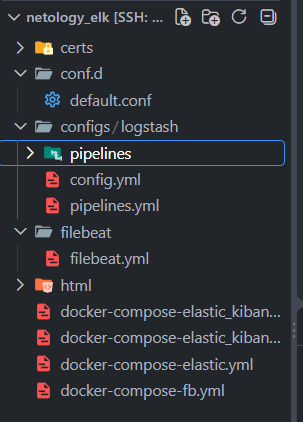 netology_elk [SSH: ...
certs
conf.d
default.conf
configs/logstash
pipelines
config.yml
pipelines.yml
filebeat
filebeat.yml
html
docker-compose-elastic_kiban...
docker-compose-elastic_kiban...
docker-compose-elastic.yml
docker-compose-fb.yml